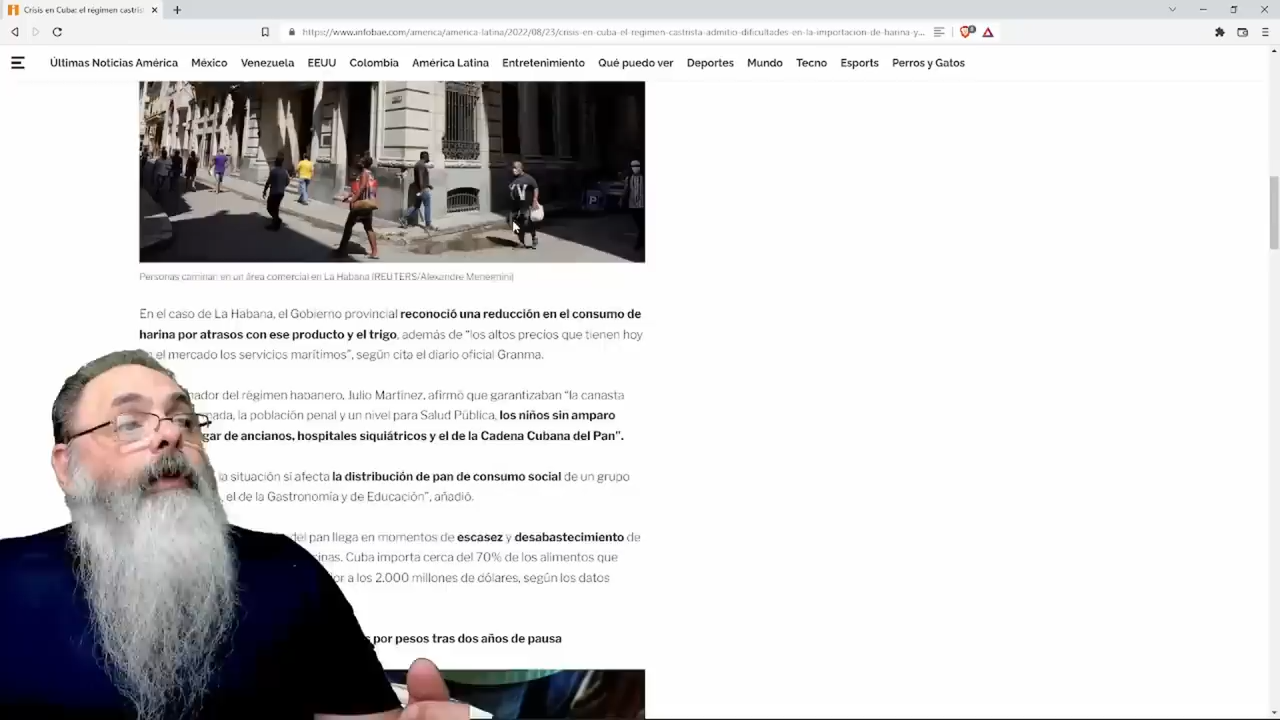 Crisis en Cuba: el régimen castris
https://www.infobae.com/america/america-latina/2022/08/23/crisis-en-cuba-el-regimen-castrista-admitio-dificultades-en-la-importacion-de-harina-y...
Últimas Noticias América México Venezuela EEUU Colombia América Latina Entretenimiento Qué puedo ver Deportes Mundo Tecno Esports Perros y Gatos
Personas caminan en un área comercial en La Habana (REUTERS/Alexandre Meneghini)
En el caso de La Habana, el Gobierno provincial reconoció una reducción en el consumo de
harina por atrasos con ese producto y el trigo, además de “los altos precios que tienen hoy
el mercado los servicios marítimos”, según cita el diario oficial Granma.
nador del régimen habanero, Julio Martínez, afirmó que garantizaban “la canasta
nada, la población penal y un nivel para Salud Pública, los niños sin amparo
gar de ancianos, hospitales siquiátricos y el de la Cadena Cubana del Pan”.
la situación sí afecta la distribución de pan de consumo social de un grupo
el de la Gastronomía y de Educación”, añadió.
del pan llega en momentos de escasez y desabastecimiento de
cinas. Cuba importa cerca del 70% de los alimentos que
or a los 2.000 millones de dólares, según los datos
s por pesos tras dos años de pausa